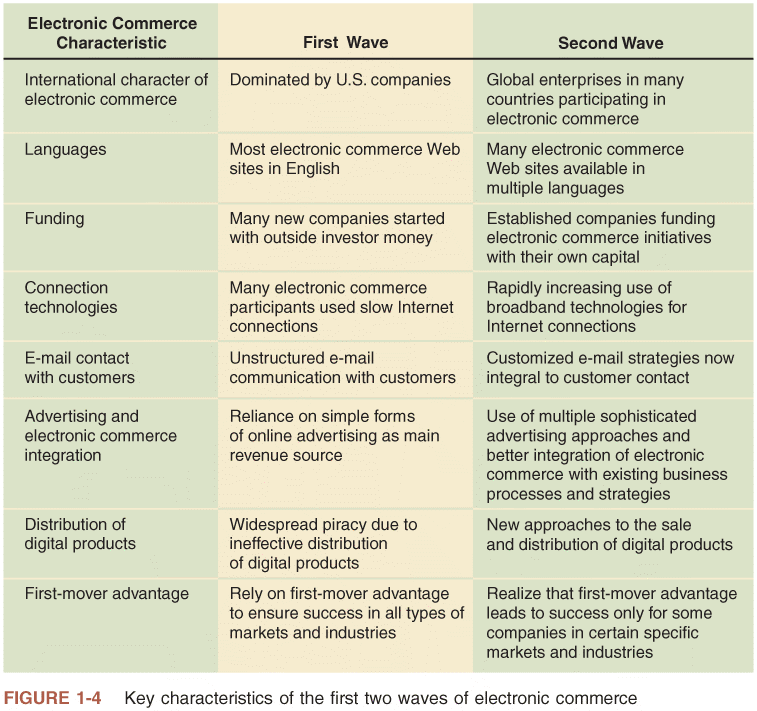 Electronic Commerce
Characteristic
First Wave
Second Wave
International character of
electronic commerce
Dominated by U.S. companies
Global enterprises in many
countries participating in
electronic commerce
Languages
Most electronic commerce Web
sites in English
Many electronic commerce
Web sites available in
multiple languages
Funding
Many new companies started
with outside investor money
Established companies funding
electronic commerce initiatives
with their own capital
Connection
technologies
Many electronic commerce
participants used slow Internet
connections
Rapidly increasing use of
broadband technologies for
Internet connections
E-mail contact
with customers
Unstructured e-mail
communication with customers
Customized e-mail strategies now
integral to customer contact
Advertising and
electronic commerce
integration
Reliance on simple forms
of online advertising as main
revenue source
Use of multiple sophisticated
advertising approaches and
better integration of electronic
commerce with existing business
processes and strategies
Distribution of
digital products
Widespread piracy due to
ineffective distribution
of digital products
New approaches to the sale
and distribution of digital products
First-mover advantage
Rely on first-mover advantage
to ensure success in all types of
markets and industries
Realize that first-mover advantage
leads to success only for some
companies in certain specific
markets and industries
FIGURE 1-4 Key characteristics of the first two waves of electronic commerce